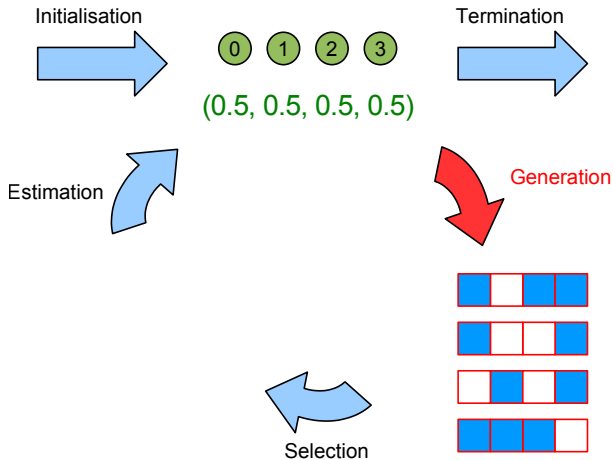 Initialisation
Termination
0 1 2 3
(0.5, 0.5, 0.5, 0.5)
Estimation
Generation
Selection